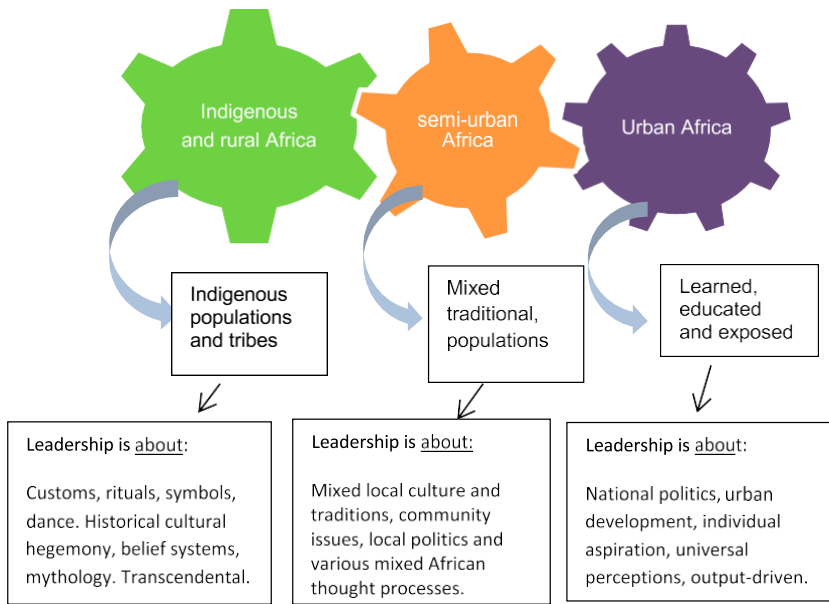 Indigenous
and rural Africa
semi-urban
Africa
Urban Africa
Indigenous
populations
and tribes
Mixed
traditional,
populations
Learned,
educated
and exposed
Leadership is about:
Customs, rituals, symbols,
dance. Historical cultural
hegemony, belief systems,
mythology. Transcendental.
Leadership is about:
Mixed local culture and
traditions, community
issues, local politics and
various mixed African
thought processes.
Leadership is about:
National politics, urban
development, individual
aspiration, universal
perceptions, output-driven.